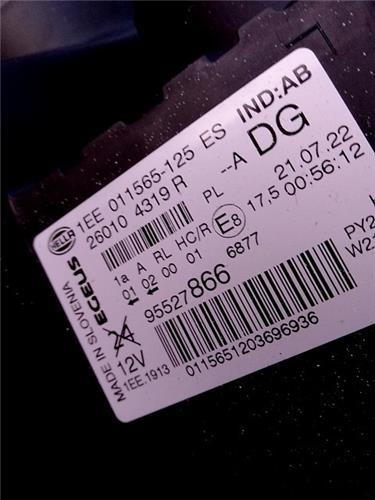 HELLA
1EE 011565-125 ES IND:AB
26010 4319 R --A DG
PL 21.07.22
1a A RL HC/R E8 17.5 00:56:12
01 02 00 01 6877
95527866
PY2
W2
EGEUS
MADE IN SLOVENIA
12V
1EE.1913
0115651203696936